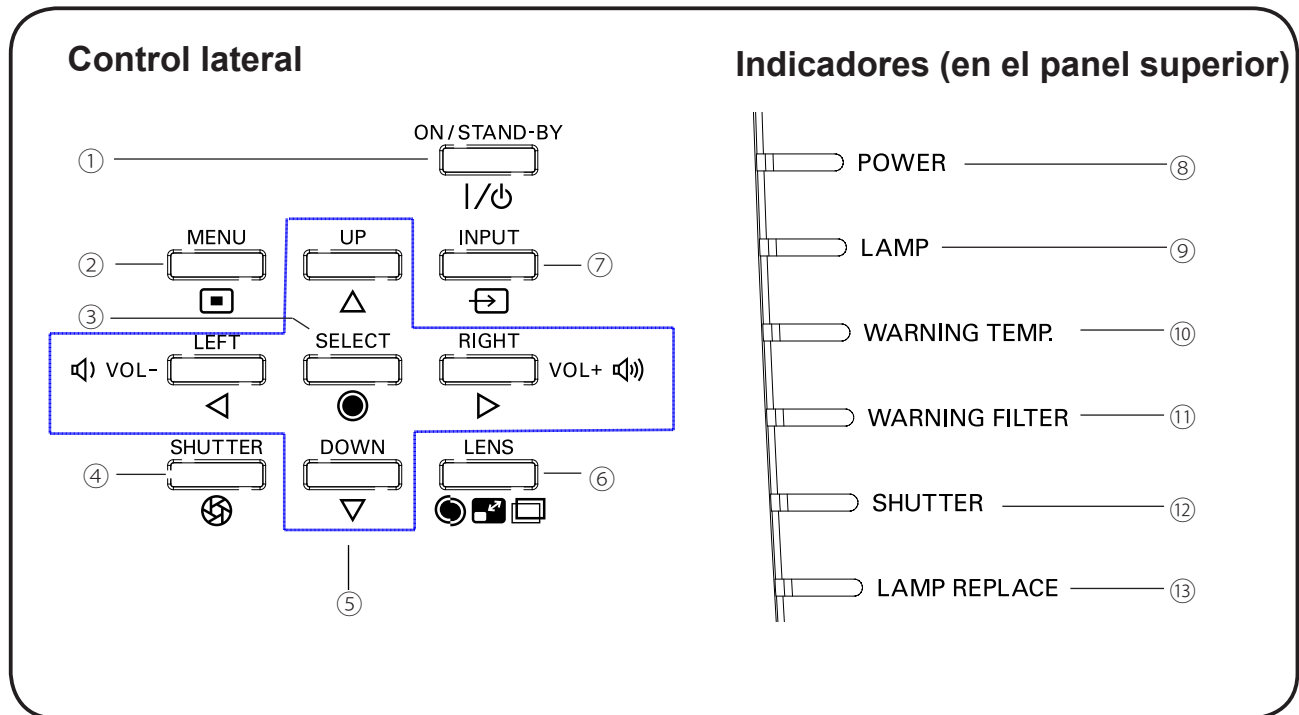 Control lateral
ON/STAND-BY
①
MENU
UP
INPUT
②
⑦
③
LEFT
SELECT
RIGHT
VOL-
VOL+
SHUTTER
DOWN
LENS
④
⑥
⑤
Indicadores (en el panel superior)
POWER ⑧
LAMP ⑨
WARNING TEMP. ⑩
WARNING FILTER ⑪
SHUTTER ⑫
LAMP REPLACE ⑬